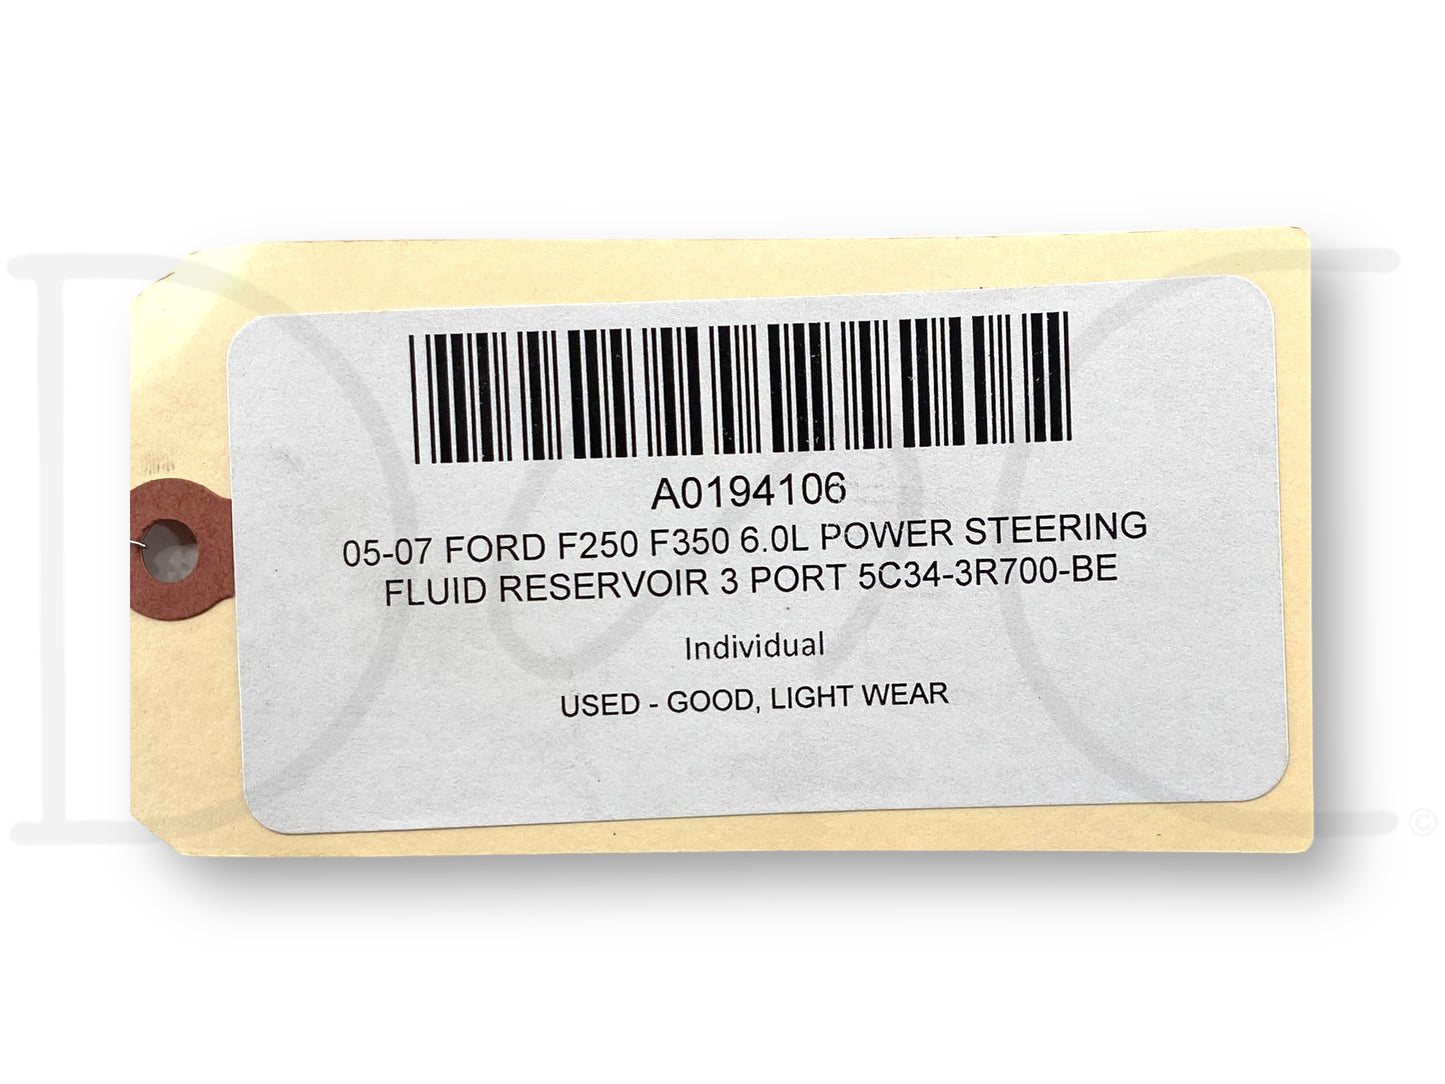 A0194106
05-07 FORD F250 F350 6.0L POWER STEERING
FLUID RESERVOIR 3 PORT 5C34-3R700-BE
Individual
USED - GOOD, LIGHT WEAR
©